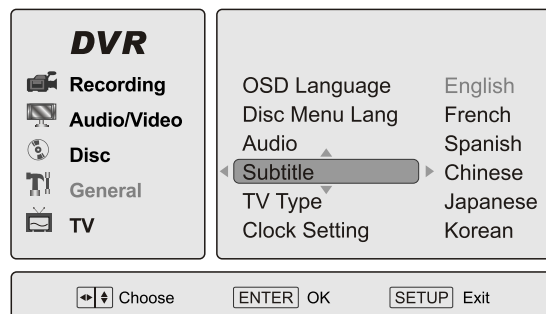 DVR
Recording
Audio/Video
Disc
General
TV
OSD Language English
Disc Menu Lang French
Audio Spanish
Subtitle Chinese
TV Type Japanese
Clock Setting Korean
Choose ENTER OK SETUP Exit